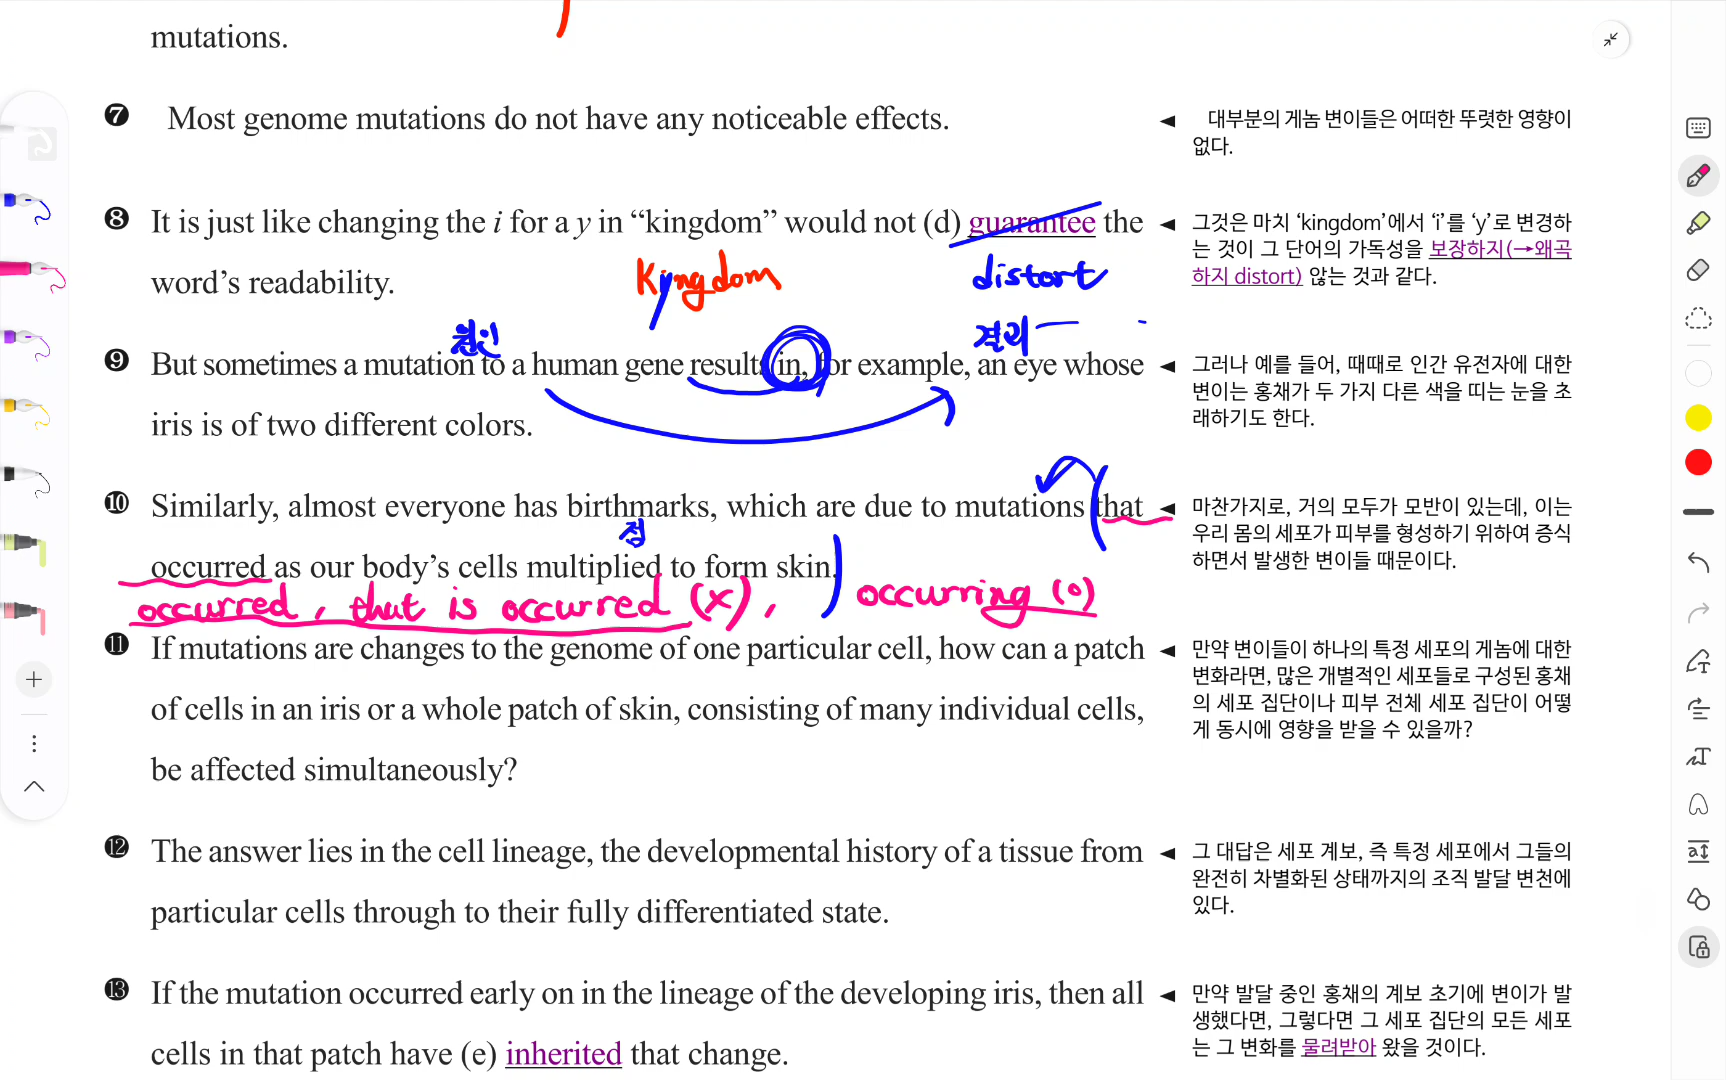 mutations.
❼ Most genome mutations do not have any noticeable effects.
◄ 대부분의 게놈 변이들은 어떠한 뚜렷한 영향이
없다.
❽ It is just like changing the i for a y in “kingdom” would not (d) guarantee the
word’s readability.
kingdom
distort
◄ 그것은 마치 ‘kingdom’에서 ‘i’를 ‘y’로 변경하
는 것이 그 단어의 가독성을 보장하지(→왜곡
하지 distort) 않는 것과 같다.
원인
결과
❾ But sometimes a mutation to a human gene results in, for example, an eye whose
iris is of two different colors.
◄ 그러나 예를 들어, 때때로 인간 유전자에 대한
변이는 홍채가 두 가지 다른 색을 띠는 눈을 초
래하기도 한다.
❿ Similarly, almost everyone has birthmarks, which are due to mutations that
점
occurred as our body’s cells multiplied to form skin.
occurred, that is occurred (x), occurring (o)
◄ 마찬가지로, 거의 모두가 모반이 있는데, 이는
우리 몸의 세포가 피부를 형성하기 위하여 증식
하면서 발생한 변이들 때문이다.
⓫ If mutations are changes to the genome of one particular cell, how can a patch
of cells in an iris or a whole patch of skin, consisting of many individual cells,
be affected simultaneously?
◄ 만약 변이들이 하나의 특정 세포의 게놈에 대한
변화라면, 많은 개별적인 세포들로 구성된 홍채
의 세포 집단이나 피부 전체 세포 집단이 어떻
게 동시에 영향을 받을 수 있을까?
⓬ The answer lies in the cell lineage, the developmental history of a tissue from
particular cells through to their fully differentiated state.
◄ 그 대답은 세포 계보, 즉 특정 세포에서 그들의
완전히 차별화된 상태까지의 조직 발달 변천에
있다.
⓭ If the mutation occurred early on in the lineage of the developing iris, then all
cells in that patch have (e) inherited that change.
◄ 만약 발달 중인 홍채의 계보 초기에 변이가 발
생했다면, 그렇다면 그 세포 집단의 모든 세포
는 그 변화를 물려받아 왔을 것이다.